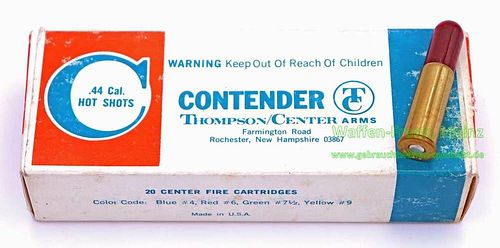 WARNING Keep Out Of Reach Of Children
.44 Cal.
HOT SHOTS
CONTENDER
TC
THOMPSON/CENTER ARMS
Farmington Road
Rochester, New Hampshire 03867
20 CENTER FIRE CARTRIDGES
Color Code: Blue #4, Red #6, Green #7½, Yellow #9
Made in U.S.A.